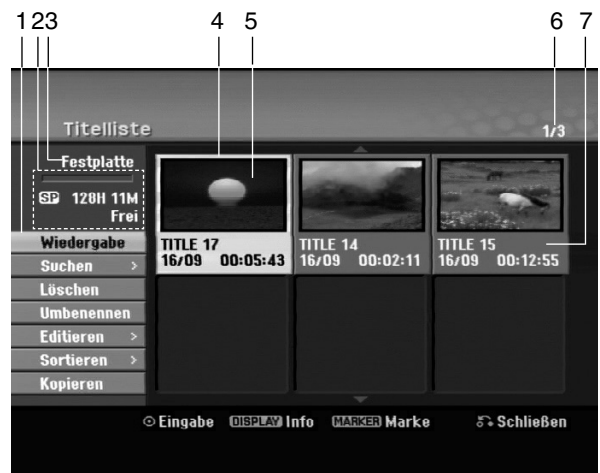 1 2 3 4 5 6 7
Titelliste
1/3
Festplatte
SP 128H 11M
Frei
Wiedergabe
Suchen >
Löschen
Umbenennen
Editieren >
Sortieren >
Kopieren
TITLE 17
16/09 00:05:43
TITLE 14
16/09 00:02:11
TITLE 15
16/09 00:12:55
Eingabe DISPLAY Info MARKER Marke Schließen